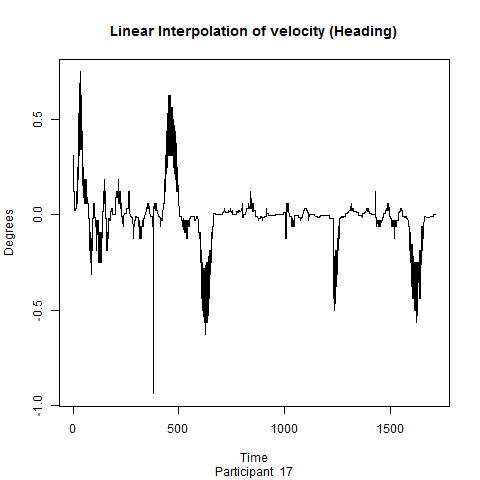 Linear Interpolation of velocity (Heading)
Degrees
0.5
0.0
-0.5
-1.0
0 500 1000 1500
Time
Participant 17